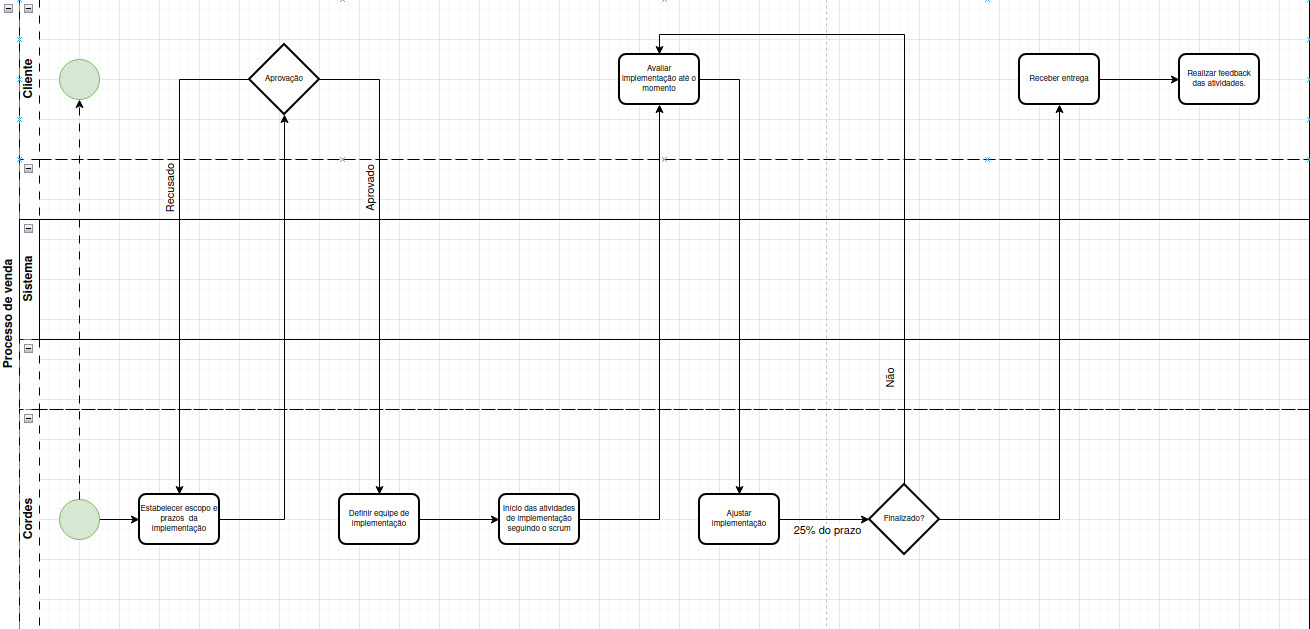 Processo de venda
Cliente
Sistema
Cordes
Aprovação
Avaliar
implementação até o
momento
Receber entrega
Realizar feedback
das atividades.
Recusado
Aprovado
Não
Estabelecer escopo e
prazos da
implementação
Definir equipe de
implementação
Início das atividades
de implementação
seguindo o scrum
Ajustar
implementação
25% do prazo
Finalizado?